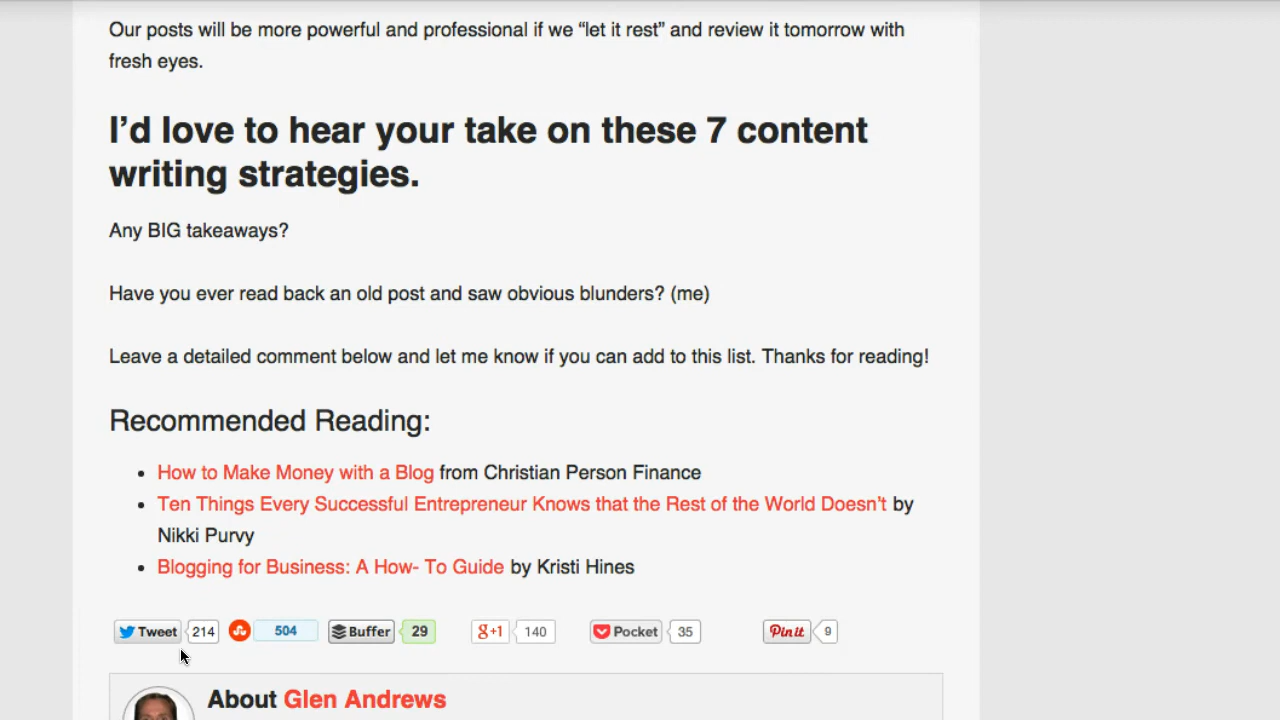 Our posts will be more powerful and professional if we “let it rest” and review it tomorrow with
fresh eyes.
I’d love to hear your take on these 7 content
writing strategies.
Any BIG takeaways?
Have you ever read back an old post and saw obvious blunders? (me)
Leave a detailed comment below and let me know if you can add to this list. Thanks for reading!
Recommended Reading:
• How to Make Money with a Blog from Christian Person Finance
• Ten Things Every Successful Entrepreneur Knows that the Rest of the World Doesn’t by
Nikki Purvy
• Blogging for Business: A How- To Guide by Kristi Hines
Tweet 214 504 Buffer 29 g+1 140 Pocket 35 Pin it 9
About Glen Andrews